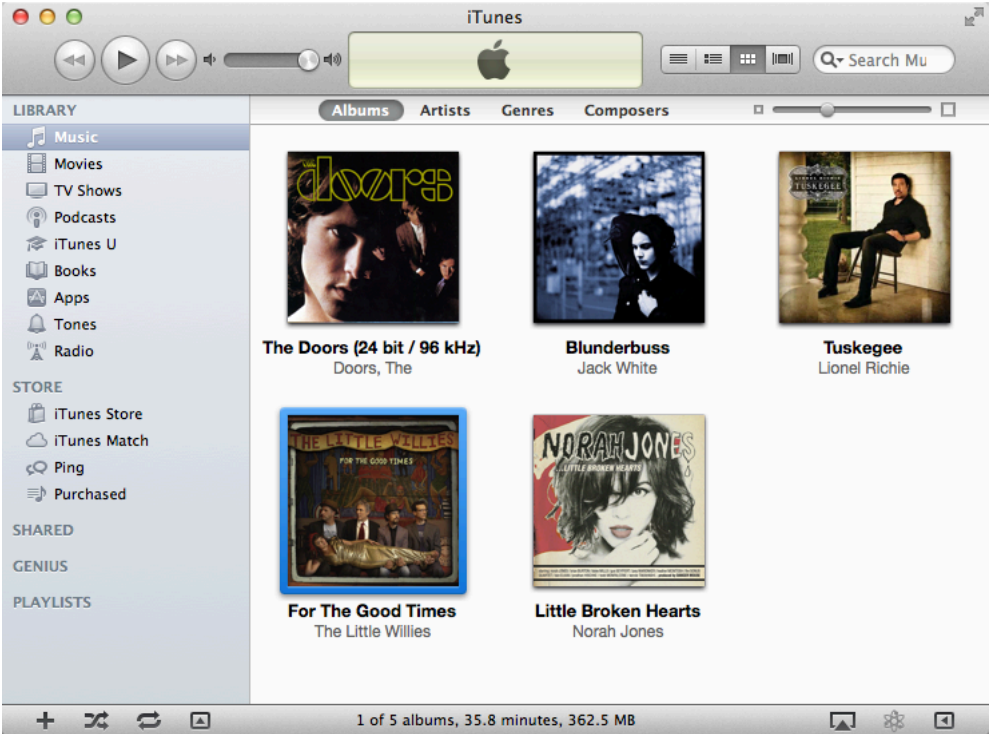 iTunes
Search Mu
LIBRARY
Music
Movies
TV Shows
Podcasts
iTunes U
Books
Apps
Tones
Radio
STORE
iTunes Store
iTunes Match
Ping
Purchased
SHARED
GENIUS
PLAYLISTS
Albums Artists Genres Composers
THE
doors
LIONEL RICHIE
TUSKEGEE
The Doors (24 bit / 96 kHz) Blunderbuss Tuskegee
Doors, The Jack White Lionel Richie
THE LITTLE WILLIES
FOR THE GOOD TIMES
NORAH JONES
...LITTLE BROKEN HEARTS
For The Good Times Little Broken Hearts
The Little Willies Norah Jones
1 of 5 albums, 35.8 minutes, 362.5 MB